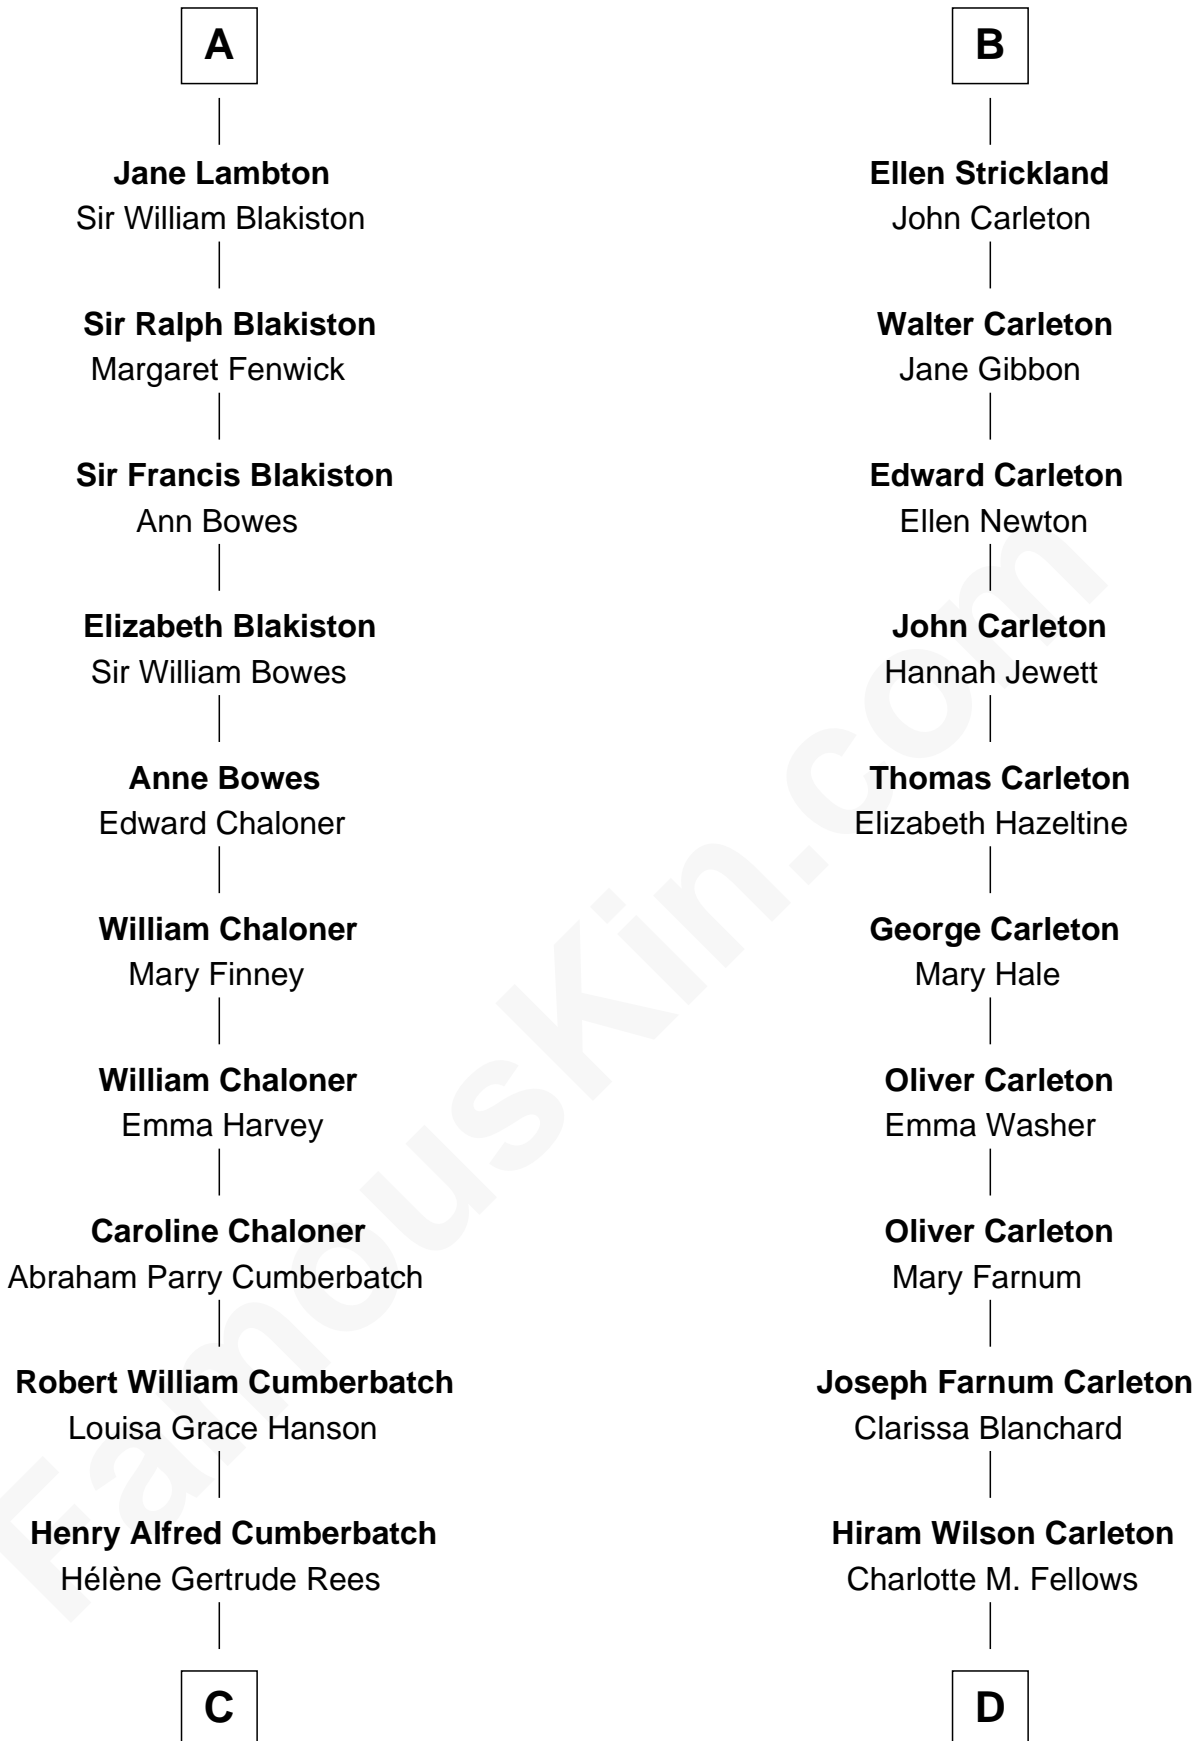 A
Jane Lambton
Sir William Blakiston
Sir Ralph Blakiston
Margaret Fenwick
Sir Francis Blakiston
Ann Bowes
Elizabeth Blakiston
Sir William Bowes
Anne Bowes
Edward Chaloner
William Chaloner
Mary Finney
William Chaloner
Emma Harvey
Caroline Chaloner
Abraham Parry Cumberbatch
Robert William Cumberbatch
Louisa Grace Hanson
Henry Alfred Cumberbatch
Hélène Gertrude Rees
C
B
Ellen Strickland
John Carleton
Walter Carleton
Jane Gibbon
Edward Carleton
Ellen Newton
John Carleton
Hannah Jewett
Thomas Carleton
Elizabeth Hazeltine
George Carleton
Mary Hale
Oliver Carleton
Emma Washer
Oliver Carleton
Mary Farnum
Joseph Farnum Carleton
Clarissa Blanchard
Hiram Wilson Carleton
Charlotte M. Fellows
D
FamousKin.com